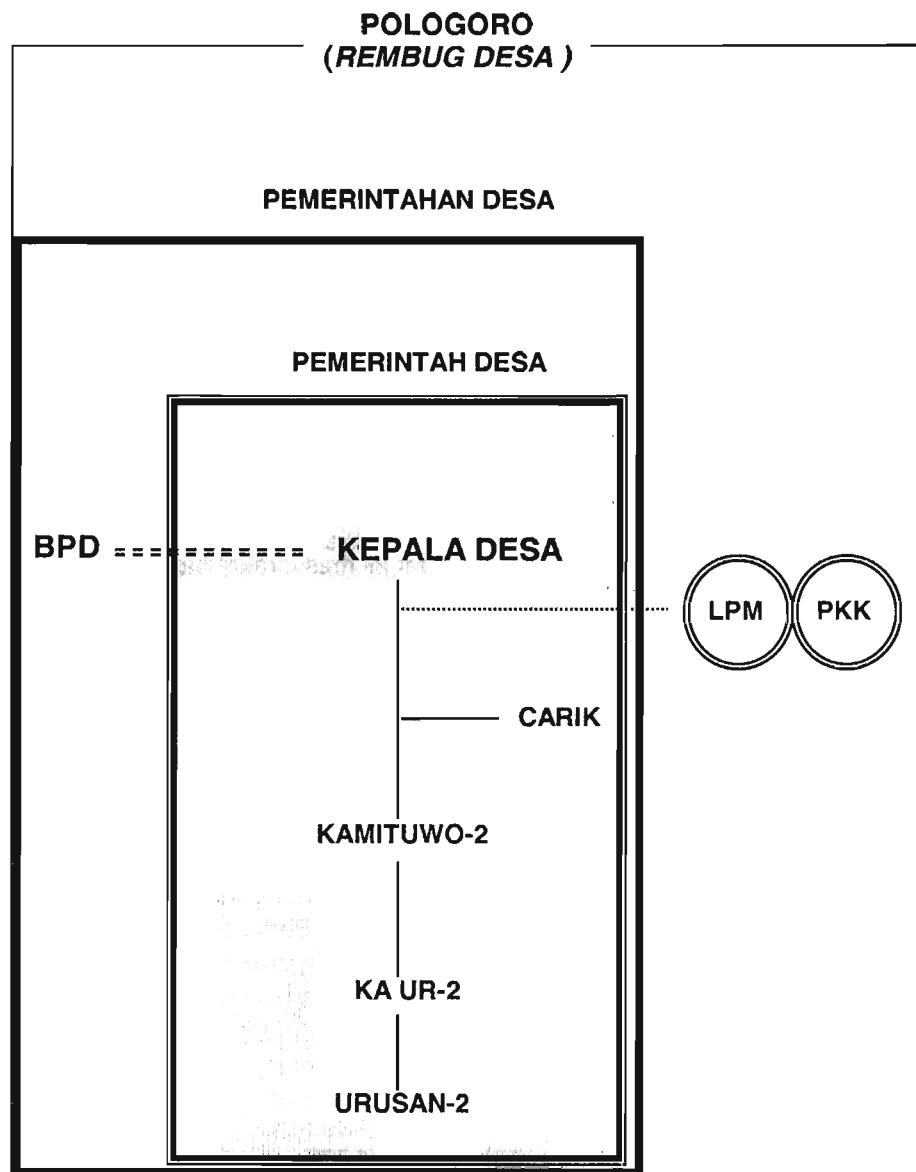 POLOGORO
(REMBUG DESA )
PEMERINTAHAN DESA
PEMERINTAH DESA
BPD
KEPALA DESA
LPM
PKK
CARIK
KAMITUWO-2
KA UR-2
URUSAN-2